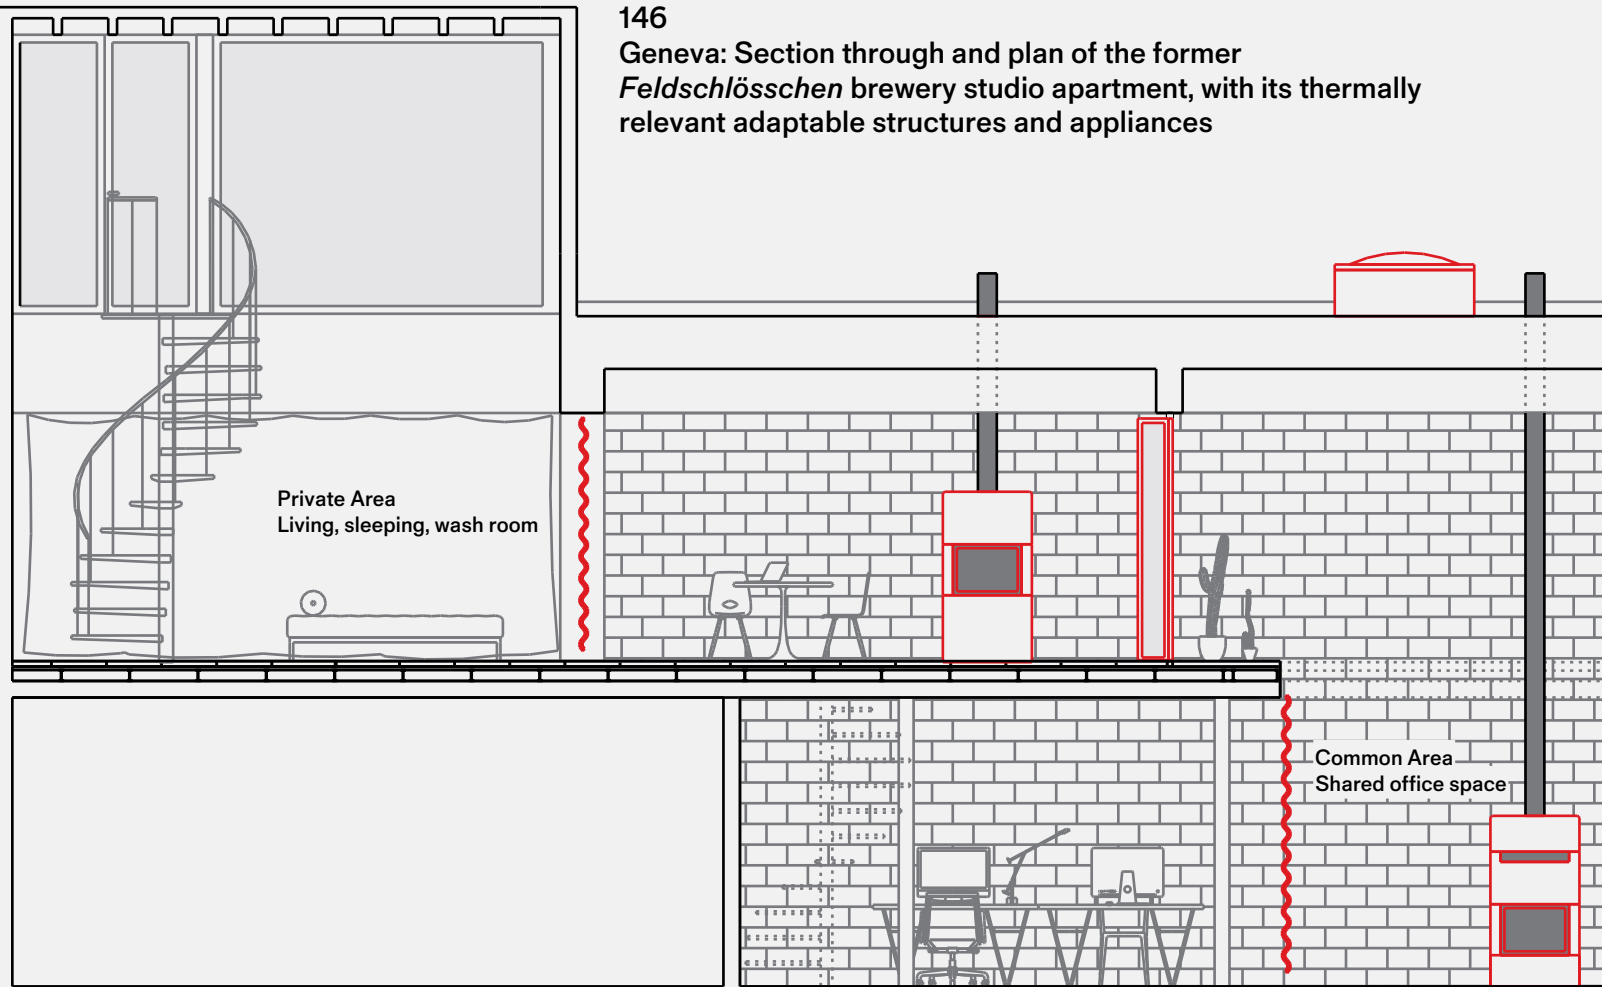 146
Geneva: Section through and plan of the former
Feldschlösschen brewery studio apartment, with its thermally
relevant adaptable structures and appliances
Private Area
Living, sleeping, wash room
Common Area
Shared office space